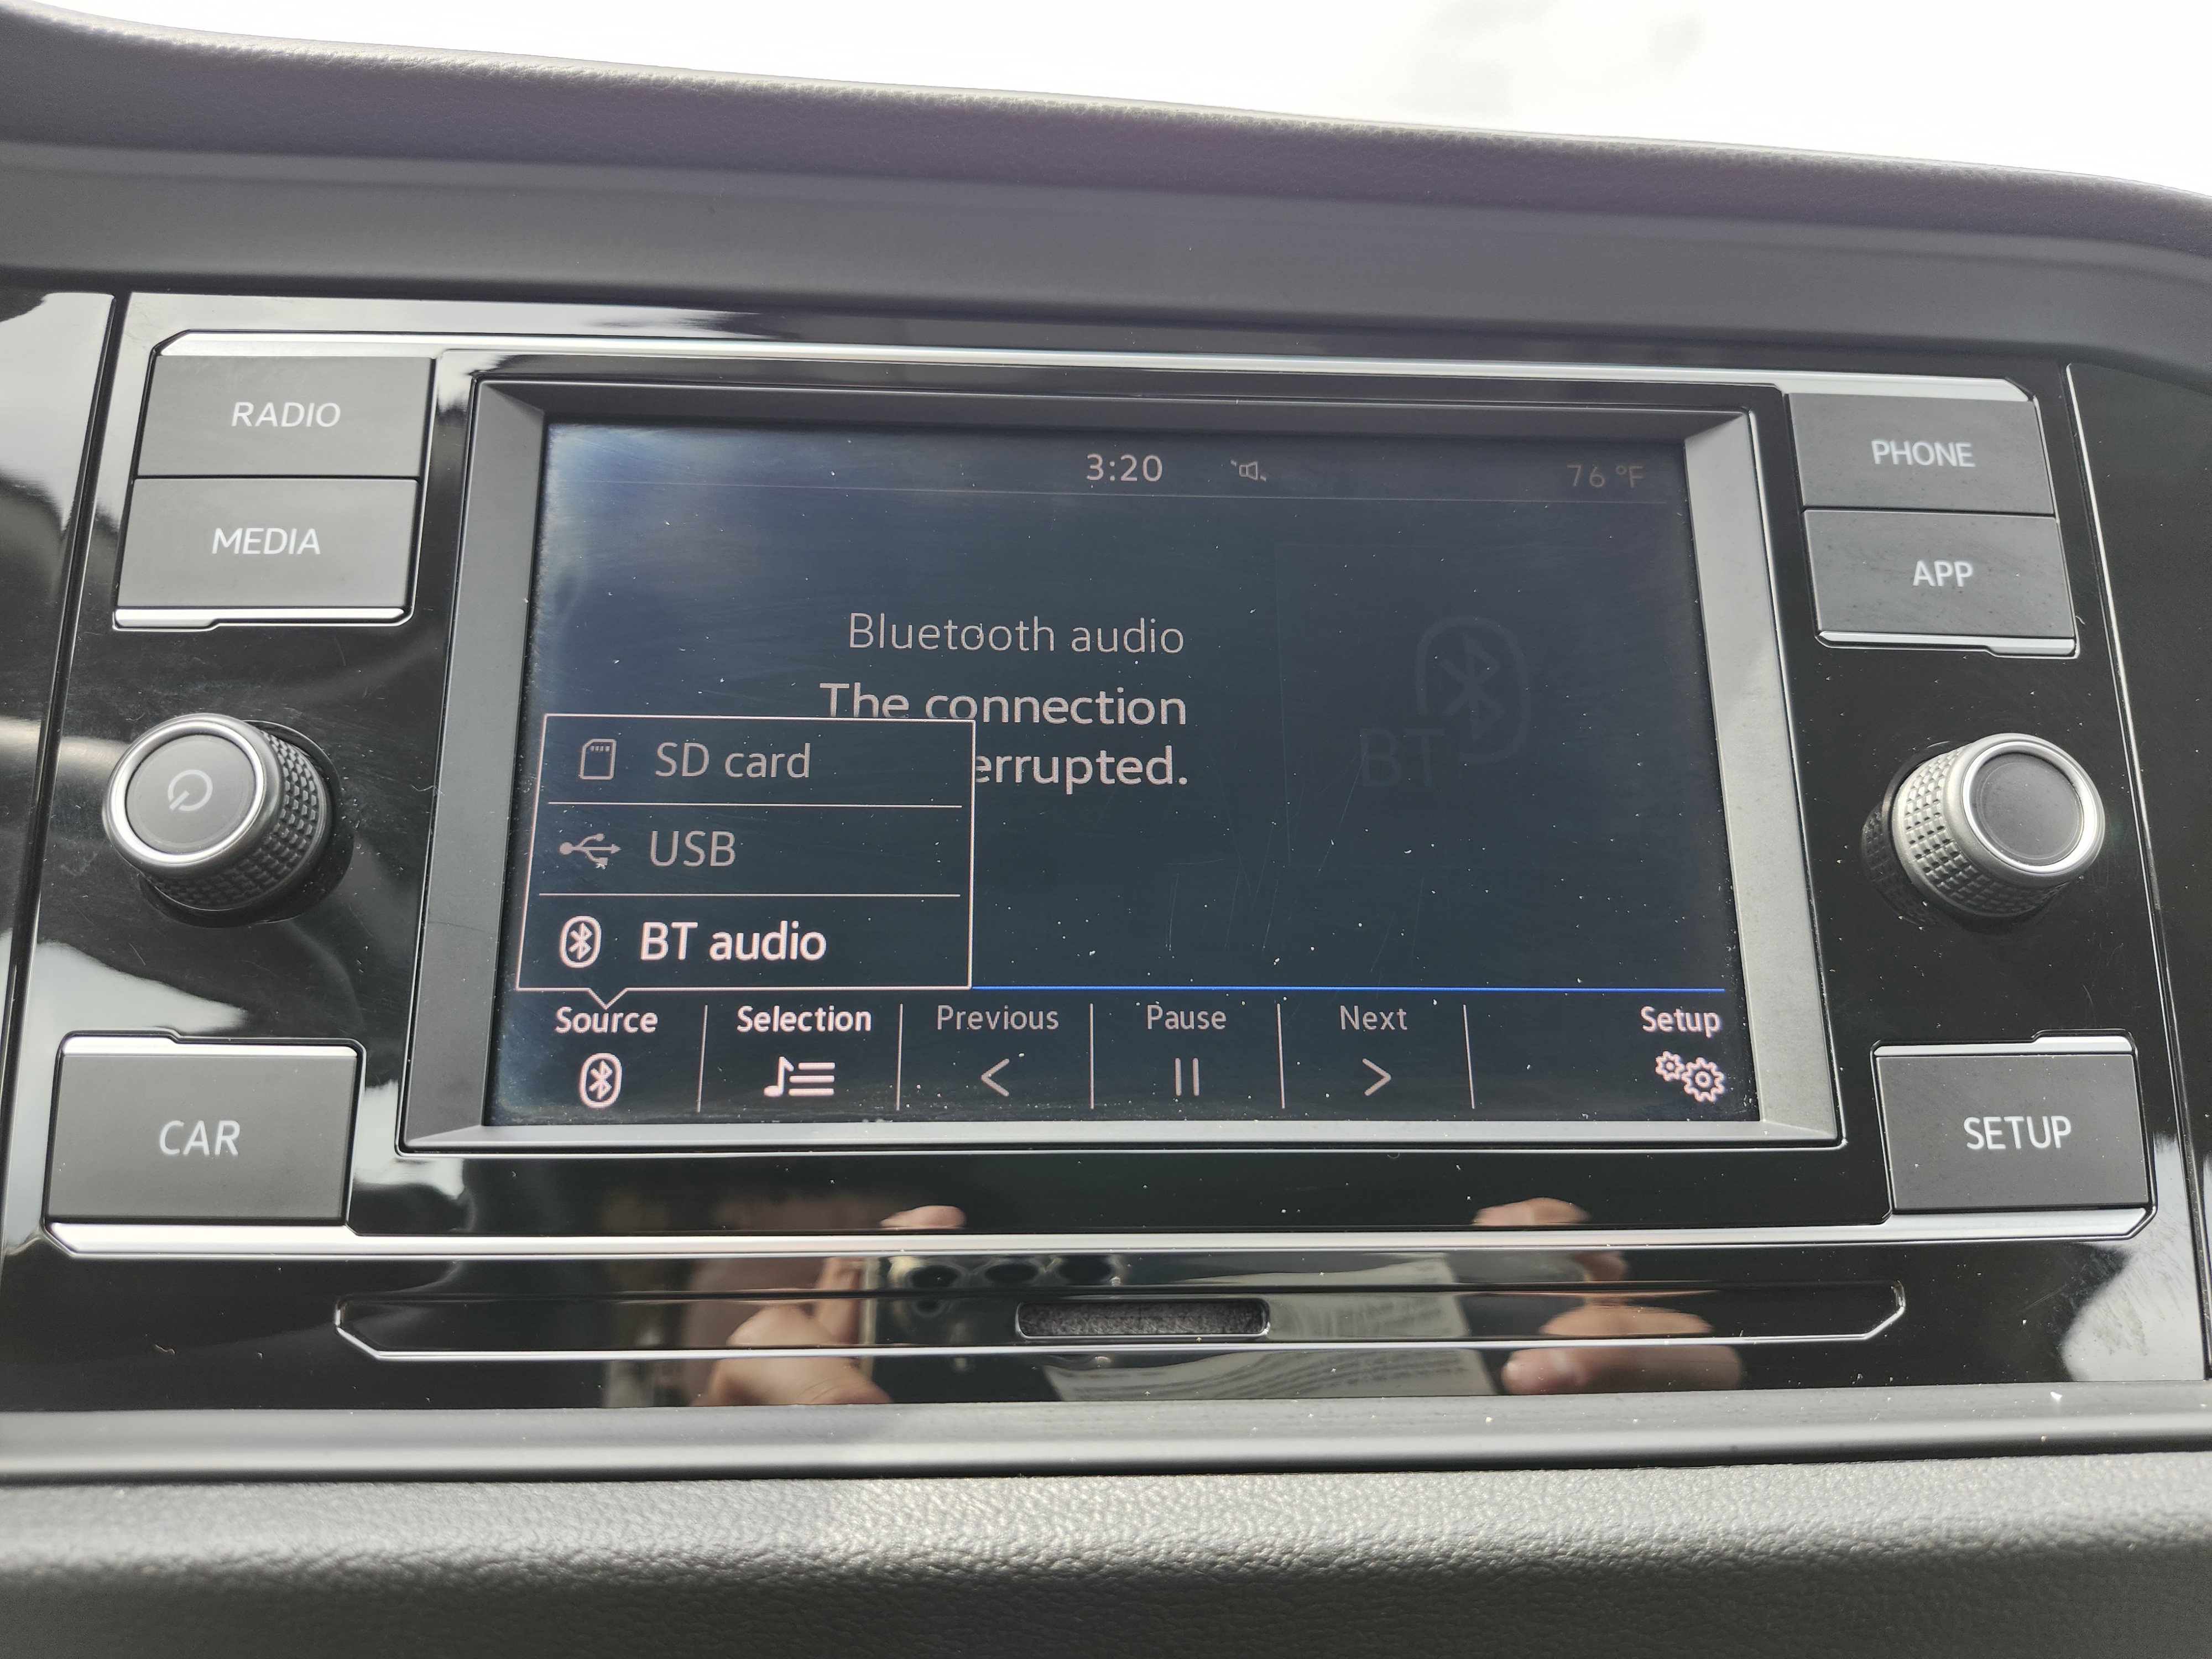 RADIO
MEDIA
CAR
3:20
76 °F
Bluetooth audio
The connection
errupted.
BT
SD card
USB
BT audio
Source
Selection
Previous
Pause
Next
Setup
PHONE
APP
SETUP